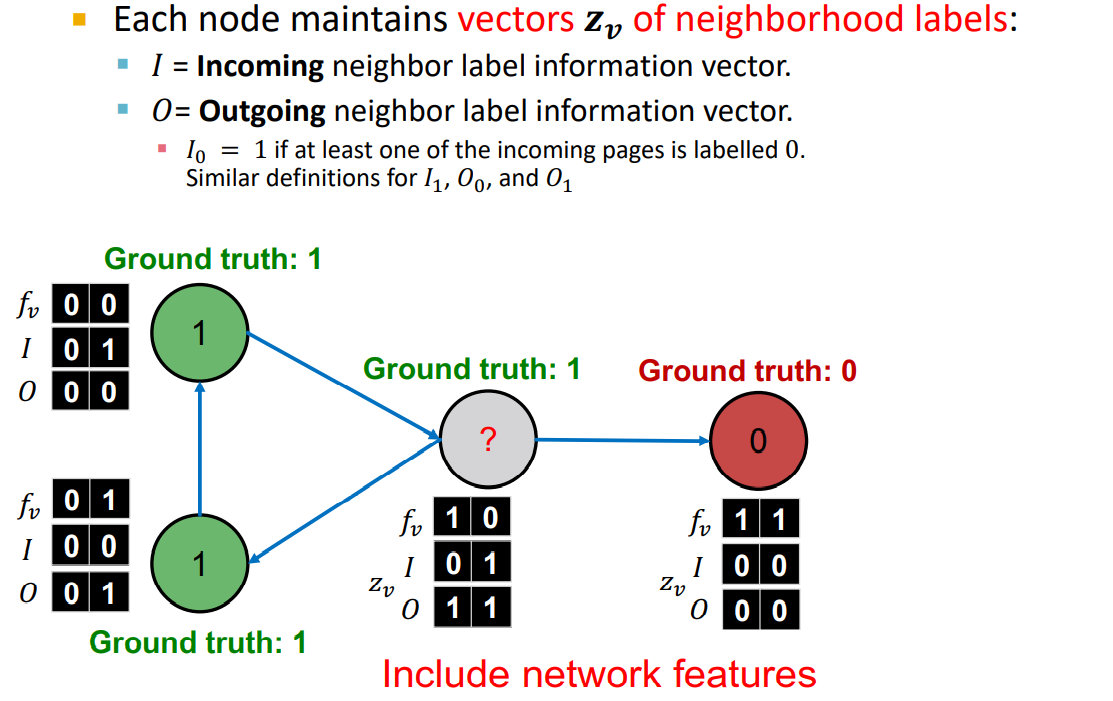 Each node maintains vectors z_v of neighborhood labels:
I = Incoming neighbor label information vector.
O= Outgoing neighbor label information vector.
I_0 = 1 if at least one of the incoming pages is labelled 0.
Similar definitions for I_1, O_0, and O_1
Ground truth: 1
f_v 0 0
I 0 1
O 0 0
1
Ground truth: 1
?
Ground truth: 0
0
f_v 0 1
I 0 0
O 0 1
1
Ground truth: 1
f_v 1 0
I 0 1
z_v
O 1 1
f_v 1 1
I 0 0
z_v
O 0 0
Include network features